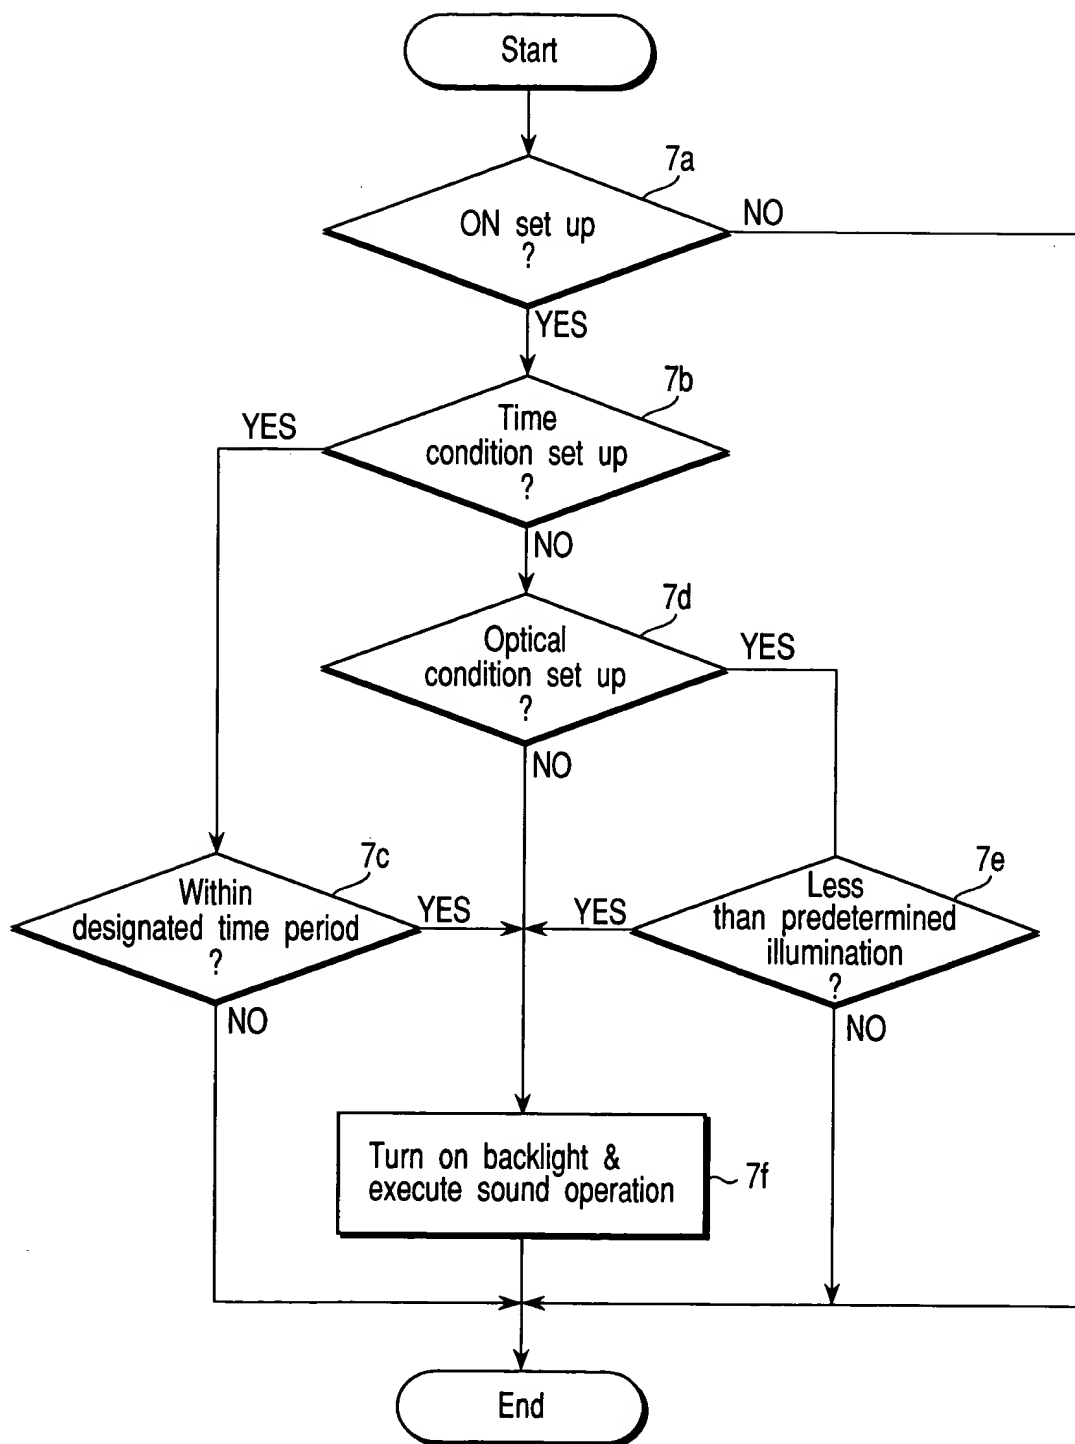 Start
7a
ON set up
?
NO
YES
7b
Time
condition set up
?
YES
NO
7d
Optical
condition set up
?
YES
NO
7c
Within
designated time period
?
YES
NO
7e
Less
than predetermined
illumination
?
YES
NO
Turn on backlight &
execute sound operation
7f
End